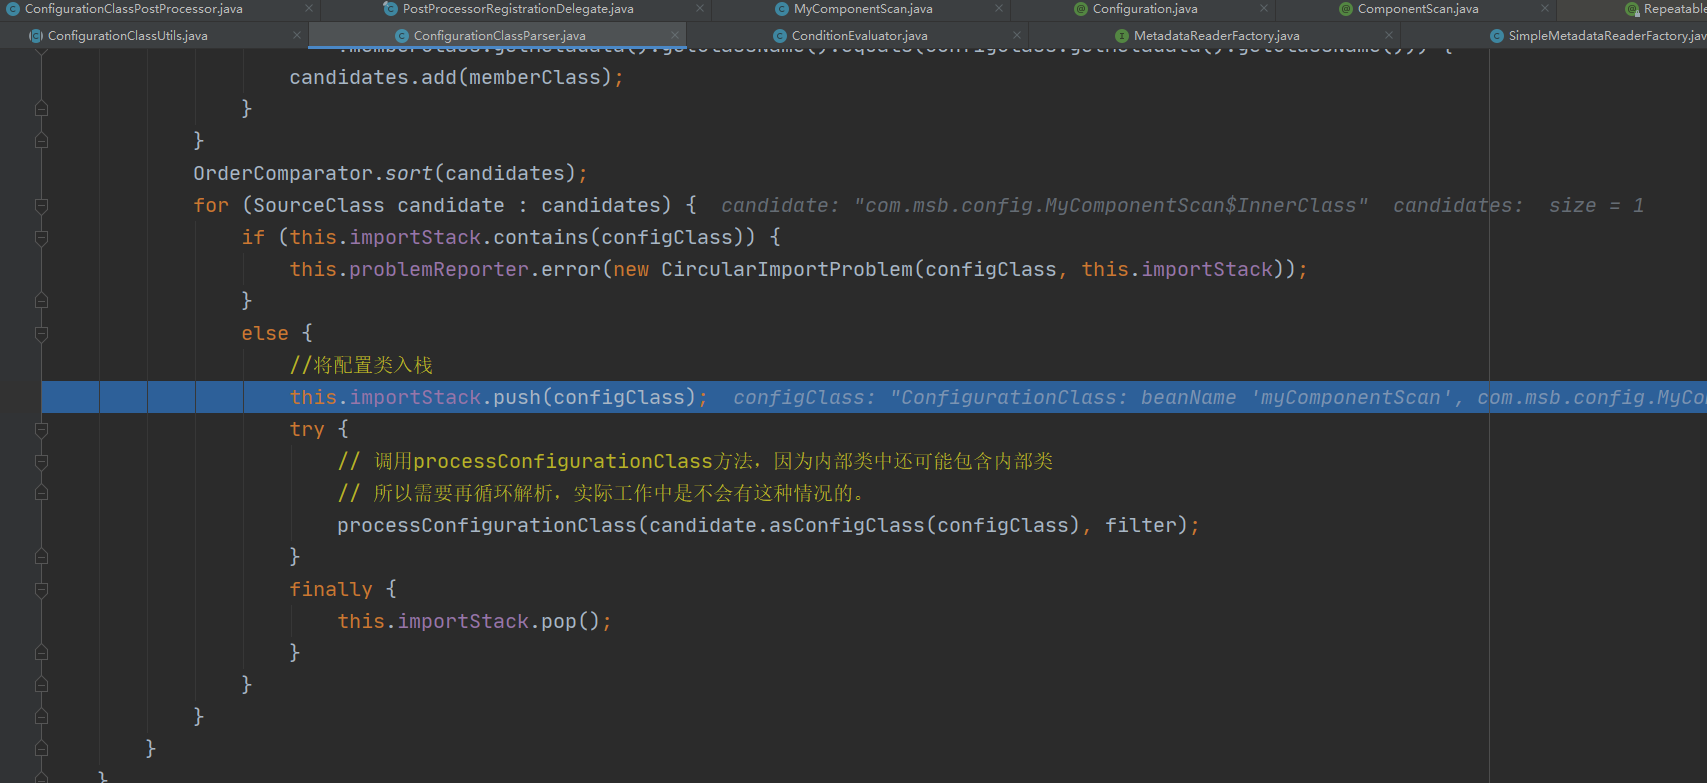 ConfigurationClassPostProcessor.java PostProcessorRegistrationDelegate.java MyComponentScan.java Configuration.java ComponentScan.java Repeatable
ConfigurationClassUtils.java ConfigurationClassParser.java ConditionEvaluator.java MetadataReaderFactory.java SimpleMetadataReaderFactory.jav
candidates.add(memberClass);
}
}
OrderComparator.sort(candidates);
for (SourceClass candidate : candidates) { candidate: "com.msb.config.MyComponentScan$InnerClass" candidates: size = 1
if (this.importStack.contains(configClass)) {
this.problemReporter.error(new CircularImportProblem(configClass, this.importStack));
}
else {
//将配置类入栈
this.importStack.push(configClass); configClass: "ConfigurationClass: beanName 'myComponentScan', com.msb.config.MyCo
try {
// 调用processConfigurationClass方法，因为内部类中还可能包含内部类
// 所以需要再循环解析，实际工作中是不会有这种情况的。
processConfigurationClass(candidate.asConfigClass(configClass), filter);
}
finally {
this.importStack.pop();
}
}
}
}
}